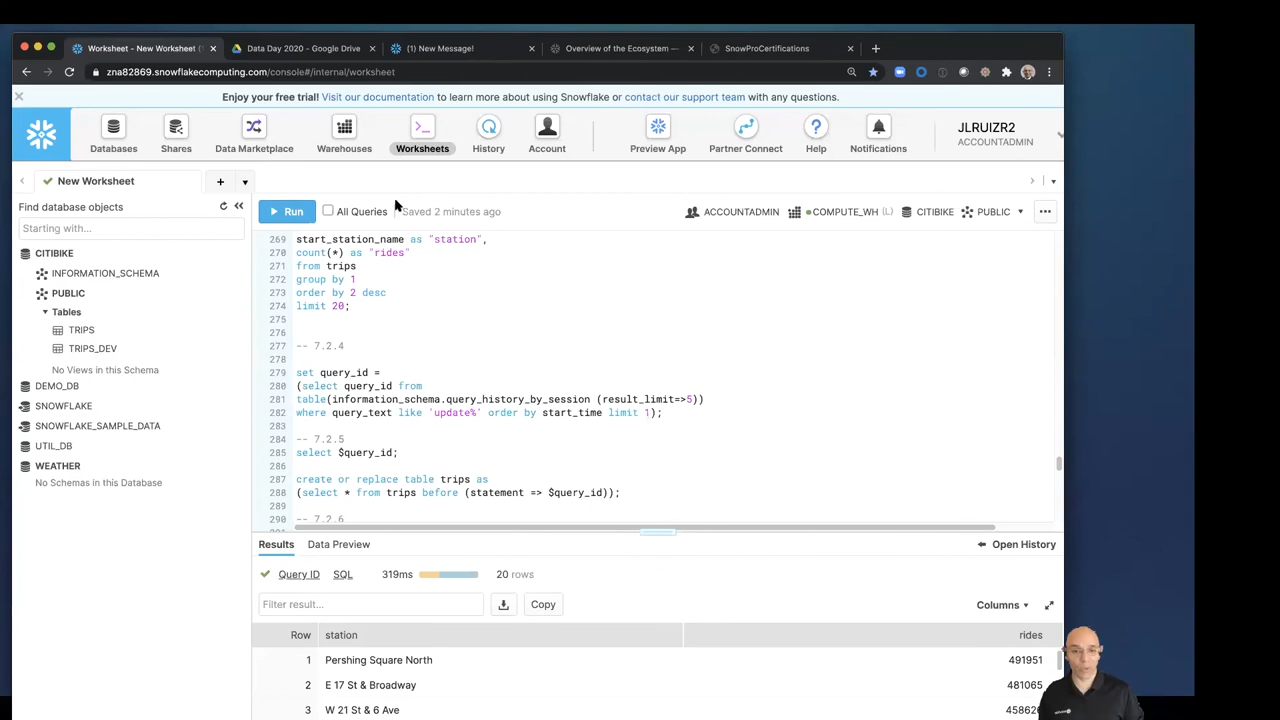 Worksheet - New Worksheet (
Data Day 2020 - Google Drive
(1) New Message!
Overview of the Ecosystem —
SnowProCertifications
zna82869.snowflakecomputing.com/console#/internal/worksheet
Enjoy your free trial! Visit our documentation to learn more about using Snowflake or contact our support team with any questions.
Databases
Shares
Data Marketplace
Warehouses
Worksheets
History
Account
Preview App
Partner Connect
Help
Notifications
JLRUIZR2
ACCOUNTADMIN
New Worksheet
Find database objects
Starting with...
CITIBIKE
INFORMATION_SCHEMA
PUBLIC
Tables
TRIPS
TRIPS_DEV
No Views in this Schema
DEMO_DB
SNOWFLAKE
SNOWFLAKE_SAMPLE_DATA
UTIL_DB
WEATHER
No Schemas in this Database
Run
All Queries
Saved 2 minutes ago
ACCOUNTADMIN
COMPUTE_WH (L)
CITIBIKE
PUBLIC
269 start_station_name as "station",
270 count(*) as "rides"
271 from trips
272 group by 1
273 order by 2 desc
274 limit 20;
275
276
277 -- 7.2.4
278
279 set query_id =
280 (select query_id from
281 table(information_schema.query_history_by_session (result_limit=>5))
282 where query_text like 'update%' order by start_time limit 1);
283
284 -- 7.2.5
285 select $query_id;
286
287 create or replace table trips as
288 (select * from trips before (statement => $query_id));
289
290 -- 7.2.6
Results
Data Preview
Open History
Query ID
SQL
319ms
20 rows
Filter result...
Copy
Columns
Row station rides
1 Pershing Square North 491951
2 E 17 St & Broadway 481065
3 W 21 St & 6 Ave 458626